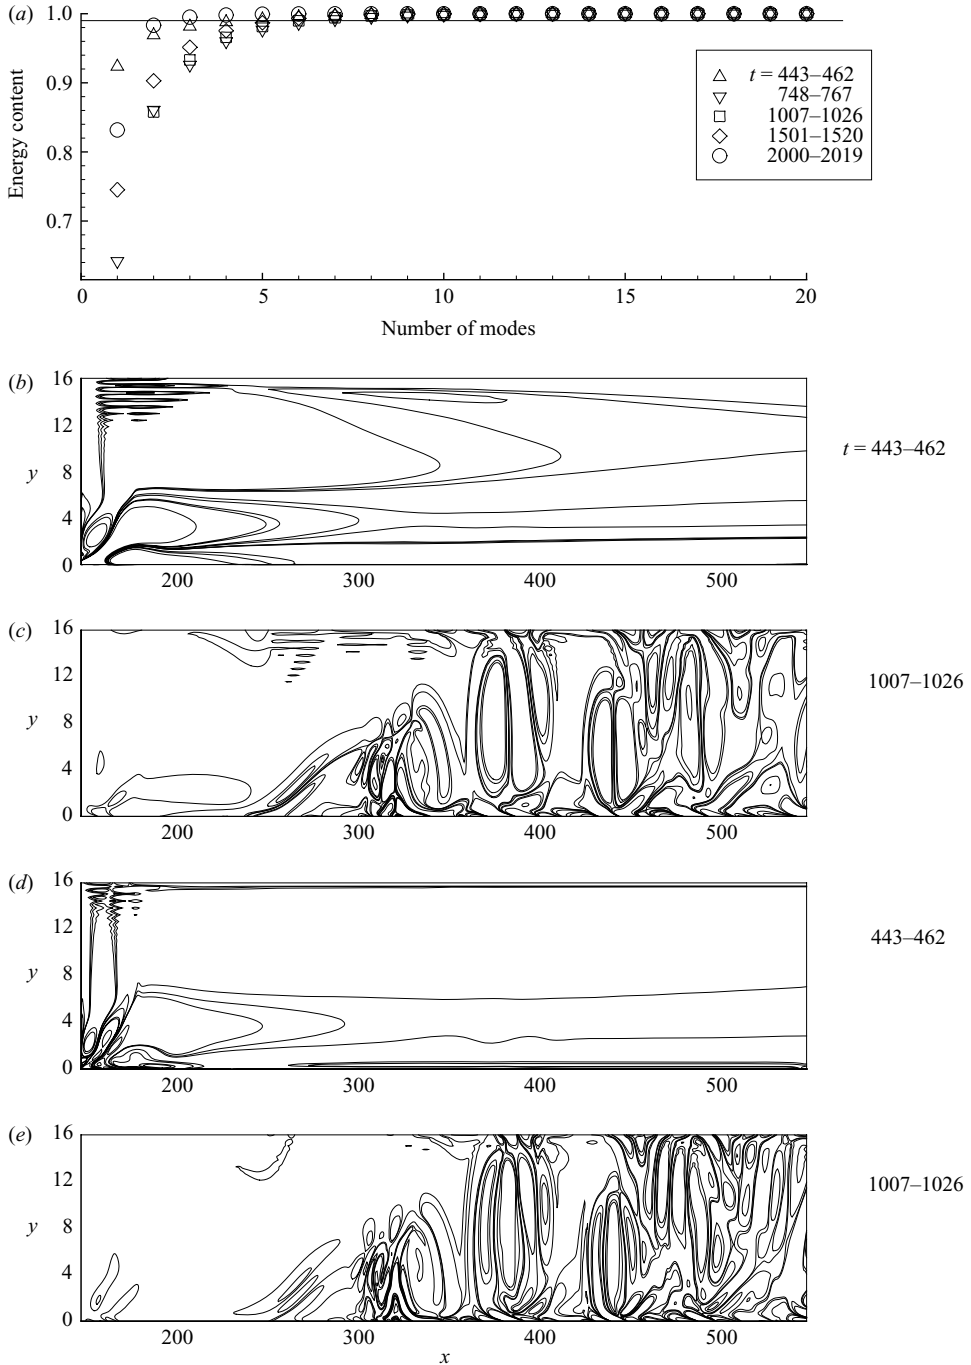 (a)
1.0
0.9
0.8
0.7
Energy content
0 5 10 15 20
Number of modes
t = 443–462
748–767
1007–1026
1501–1520
2000–2019
(b)
16
12
y 8
4
0
200 300 400 500
t = 443–462
(c)
16
12
y 8
4
0
200 300 400 500
1007–1026
(d)
16
12
y 8
4
0
200 300 400 500
443–462
(e)
16
12
y 8
4
0
200 300 400 500
x
1007–1026